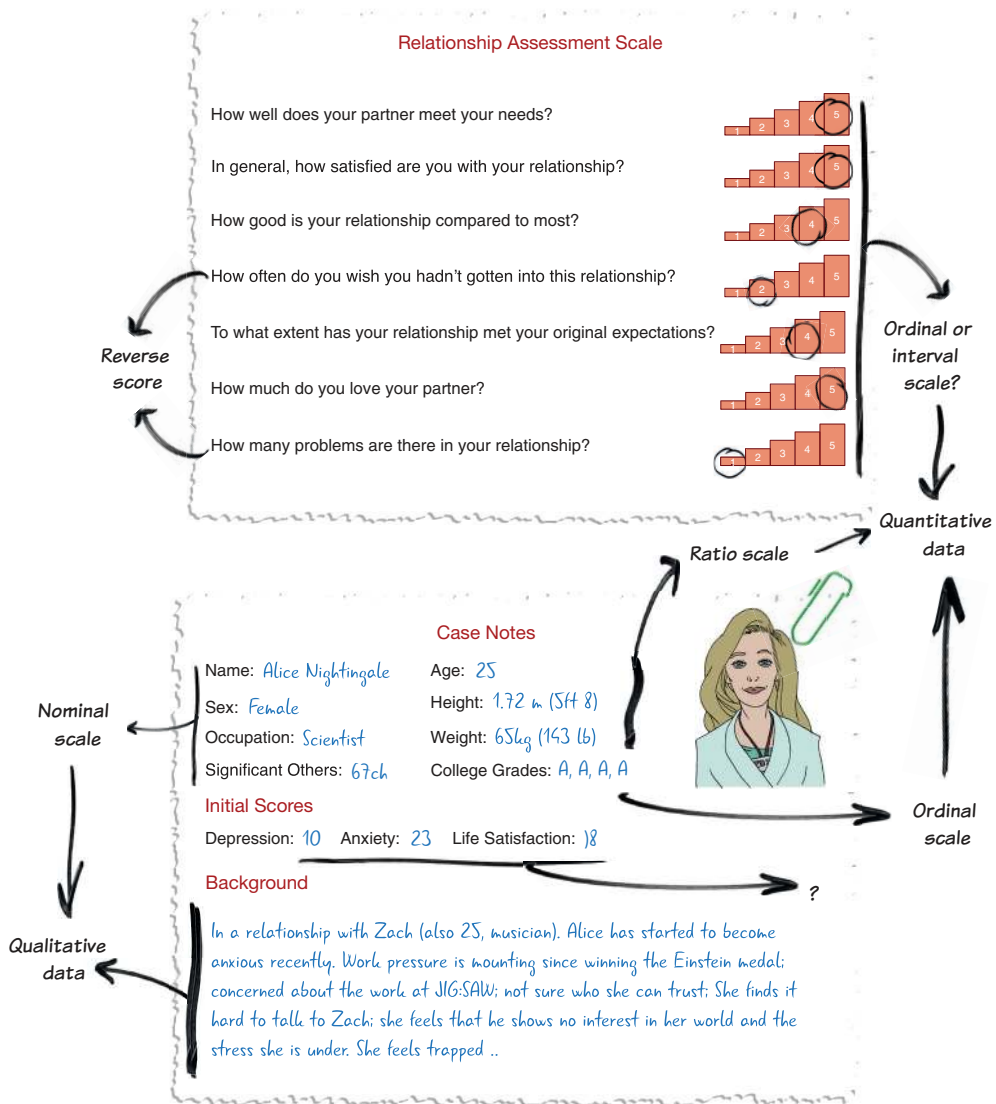 Relationship Assessment Scale
How well does your partner meet your needs?
1 2 3 4 5
In general, how satisfied are you with your relationship?
1 2 3 4 5
How good is your relationship compared to most?
1 2 3 4 5
How often do you wish you hadn't gotten into this relationship?
1 2 3 4 5
To what extent has your relationship met your original expectations?
1 2 3 4 5
How much do you love your partner?
1 2 3 4 5
How many problems are there in your relationship?
1 2 3 4 5
Reverse
score
Ordinal or
interval
scale?
Quantitative
data
Ratio scale
Case Notes
Name: Alice Nightingale Age: 25
Sex: Female Height: 1.72 m (5ft 8)
Occupation: Scientist Weight: 65kg (143 lb)
Significant Others: 67ch College Grades: A, A, A, A
Nominal
scale
Initial Scores
Depression: 10 Anxiety: 23 Life Satisfaction: 18
Ordinal
scale
Background
?
In a relationship with Zach (also 25, musician). Alice has started to become
anxious recently. Work pressure is mounting since winning the Einstein medal;
concerned about the work at JIG:SAW; not sure who she can trust; She finds it
hard to talk to Zach; she feels that he shows no interest in her world and the
stress she is under. She feels trapped ..
Qualitative
data